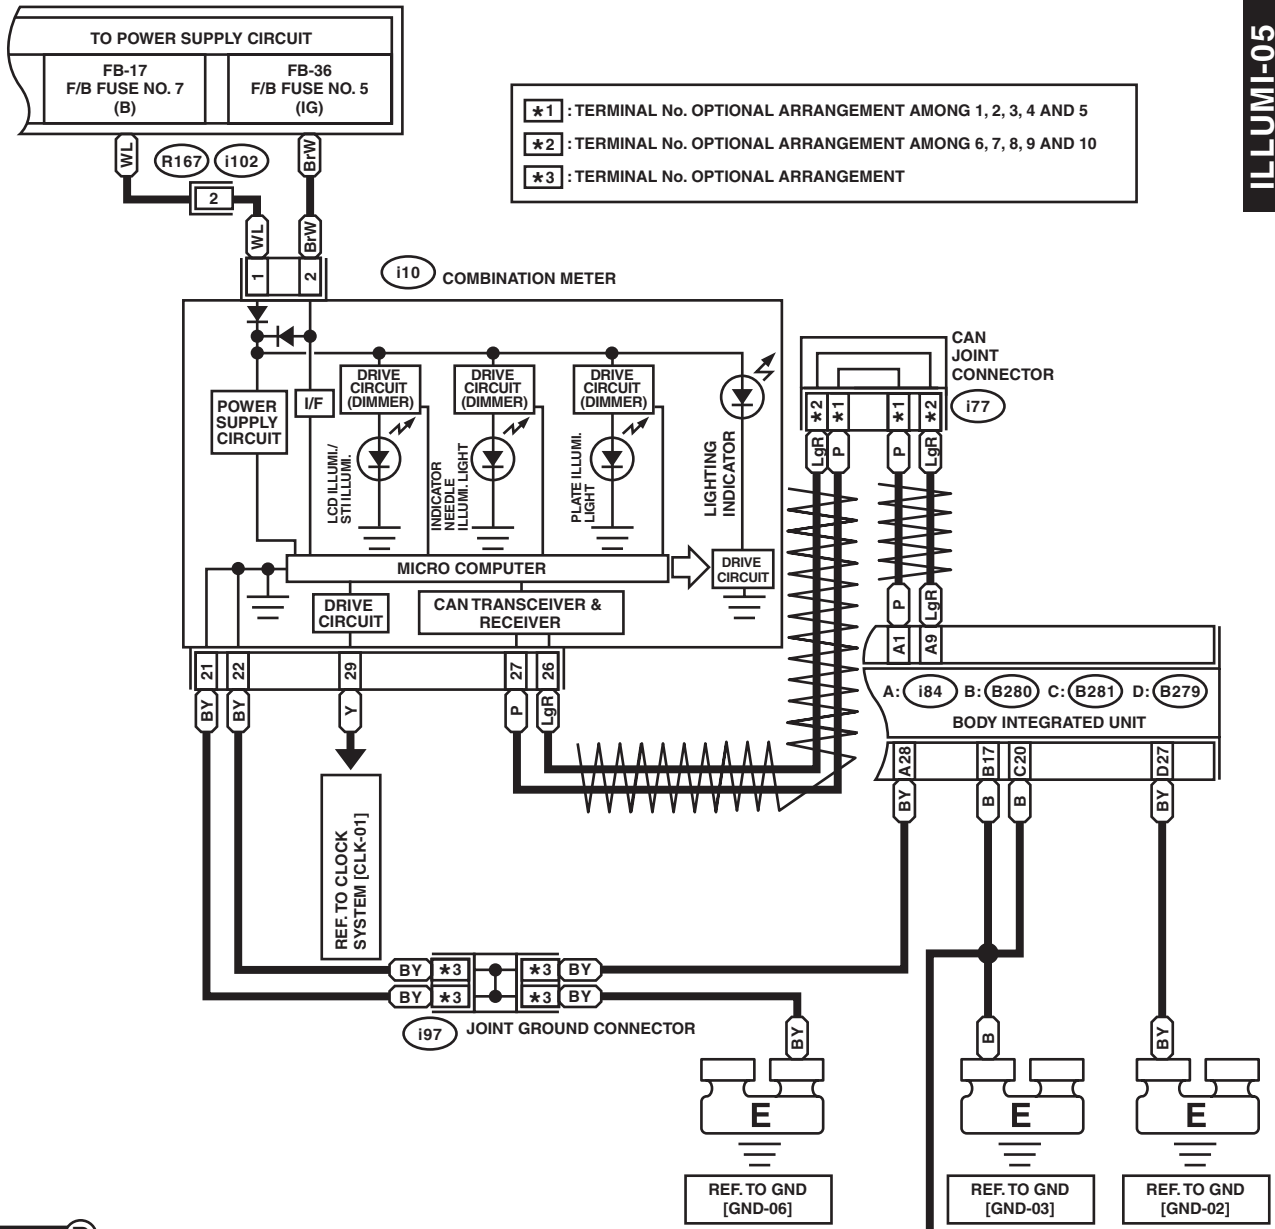 ILLUMI-05
TO POWER SUPPLY CIRCUIT
FB-17
F/B FUSE NO. 7
(B)
FB-36
F/B FUSE NO. 5
(IG)
*1 : TERMINAL No. OPTIONAL ARRANGEMENT AMONG 1, 2, 3, 4 AND 5
*2 : TERMINAL No. OPTIONAL ARRANGEMENT AMONG 6, 7, 8, 9 AND 10
*3 : TERMINAL No. OPTIONAL ARRANGEMENT
WL
R167
i102
BrW
2
WL
BrW
1
2
i10
COMBINATION METER
CAN
JOINT
CONNECTOR
i77
POWER
SUPPLY
CIRCUIT
I/F
DRIVE
CIRCUIT
(DIMMER)
DRIVE
CIRCUIT
(DIMMER)
DRIVE
CIRCUIT
(DIMMER)
*2
*1
*1
*2
LgR
P
P
LgR
LCD ILLUMI./
STI ILLUMI.
INDICATOR
NEEDLE
ILLUMI. LIGHT
PLATE ILLUMI.
LIGHT
LIGHTING
INDICATOR
MICRO COMPUTER
DRIVE
CIRCUIT
DRIVE
CIRCUIT
CAN TRANSCEIVER &
RECEIVER
P
LgR
A1
A9
21
22
29
27
26
BY
BY
Y
P
LgR
A:
i84
B:
B280
C:
B281
D:
B279
BODY INTEGRATED UNIT
A28
B17
C20
D27
BY
B
B
BY
REF. TO CLOCK
SYSTEM [CLK-01]
BY
*3
*3
BY
BY
*3
*3
BY
i97
JOINT GROUND CONNECTOR
BY
B
BY
E
E
E
REF. TO GND
[GND-06]
REF. TO GND
[GND-03]
REF. TO GND
[GND-02]